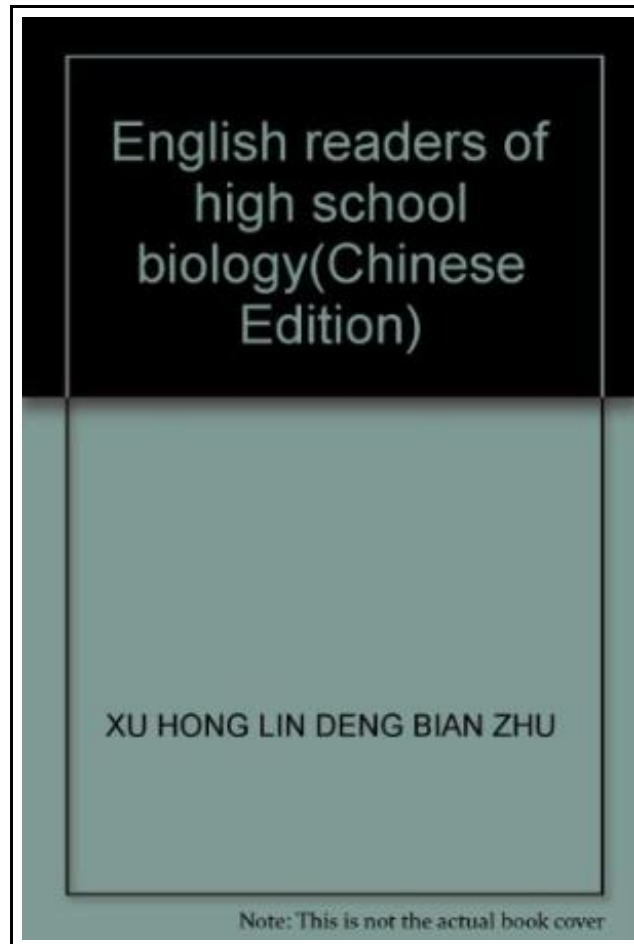 English readers of
high school
biology(Chinese
Edition)
XU HONG LIN DENG BIAN ZHU
Note: This is not the actual book cover